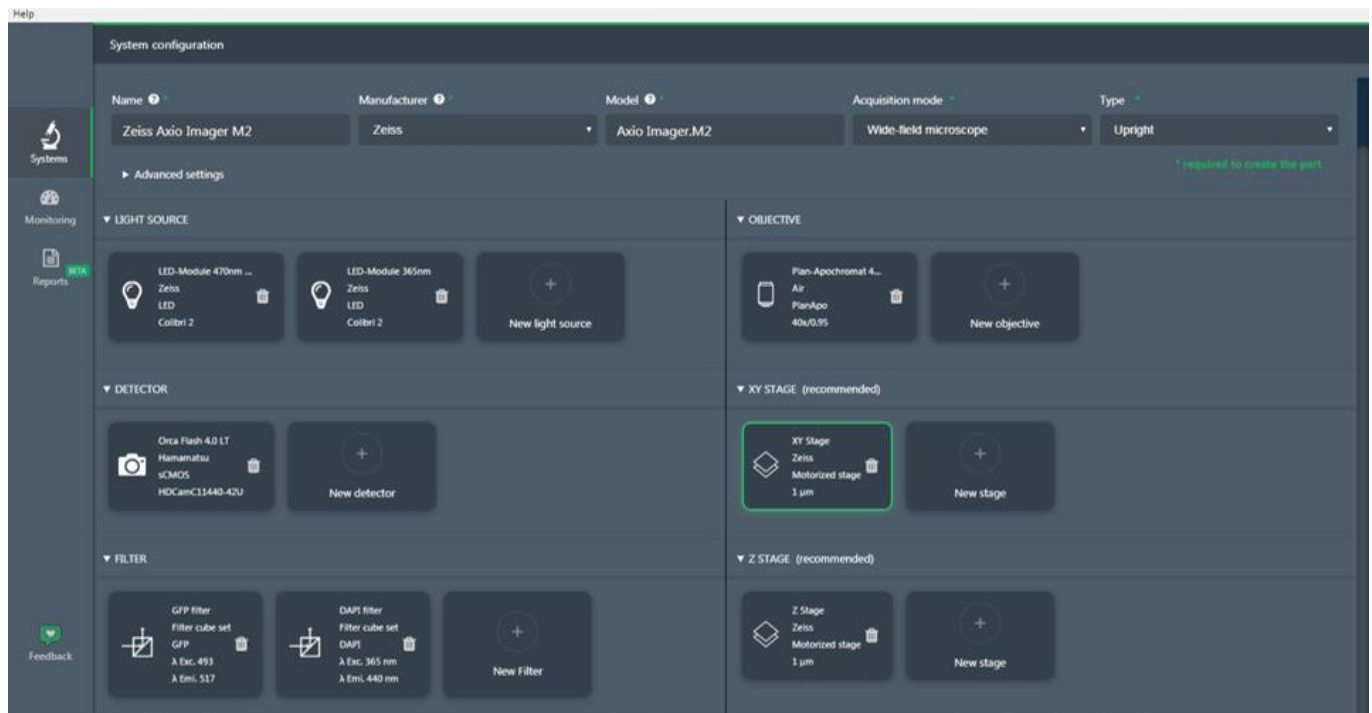 Help
System configuration
Name ? *
Manufacturer ? *
Model ? *
Acquisition mode *
Type *
Zeiss Axio Imager M2
Zeiss
Axio Imager.M2
Wide-field microscope
Upright
* required to create the part
Advanced settings
Systems
Monitoring
Reports
BETA
Feedback
LIGHT SOURCE
LED-Module 470nm ...
Zeiss
LED
Colibri 2
LED-Module 365nm
Zeiss
LED
Colibri 2
New light source
OBJECTIVE
Plan-Apochromat 4...
Air
PlanApo
40x/0.95
New objective
DETECTOR
Orca Flash 4.0 LT
Hamamatsu
sCMOS
HDCamC11440-42U
New detector
XY STAGE (recommended)
XY Stage
Zeiss
Motorized stage
1 µm
New stage
FILTER
GFP filter
Filter cube set
GFP
λ Exc. 493
λ Emi. 517
DAPI filter
Filter cube set
DAPI
λ Exc. 365 nm
λ Emi. 440 nm
New Filter
Z STAGE (recommended)
Z Stage
Zeiss
Motorized stage
1 µm
New stage